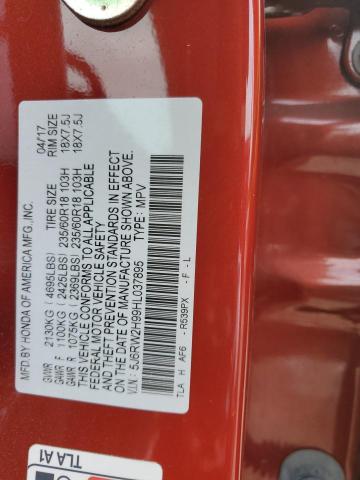 MFD.BY HONDA OF AMERICA MFG.,INC. 04/17
GVWR 2130KG (4695LBS) TIRE SIZE RIM SIZE
GAWR F 1100KG (2425LBS) 235/60R18 103H 18X7.5J
GAWR R 1075KG (2369LBS) 235/60R18 103H 18X7.5J
THIS VEHICLE CONFORMS TO ALL APPLICABLE
FEDERAL MOTOR VEHICLE SAFETY
AND THEFT PREVENTION STANDARDS IN EFFECT
ON THE DATE OF MANUFACTURE SHOWN ABOVE.
V.I.N.: 5J6RW2H99HL037895 TYPE: MPV
TLA H AF6 - R539PX - F - L
TLA A1